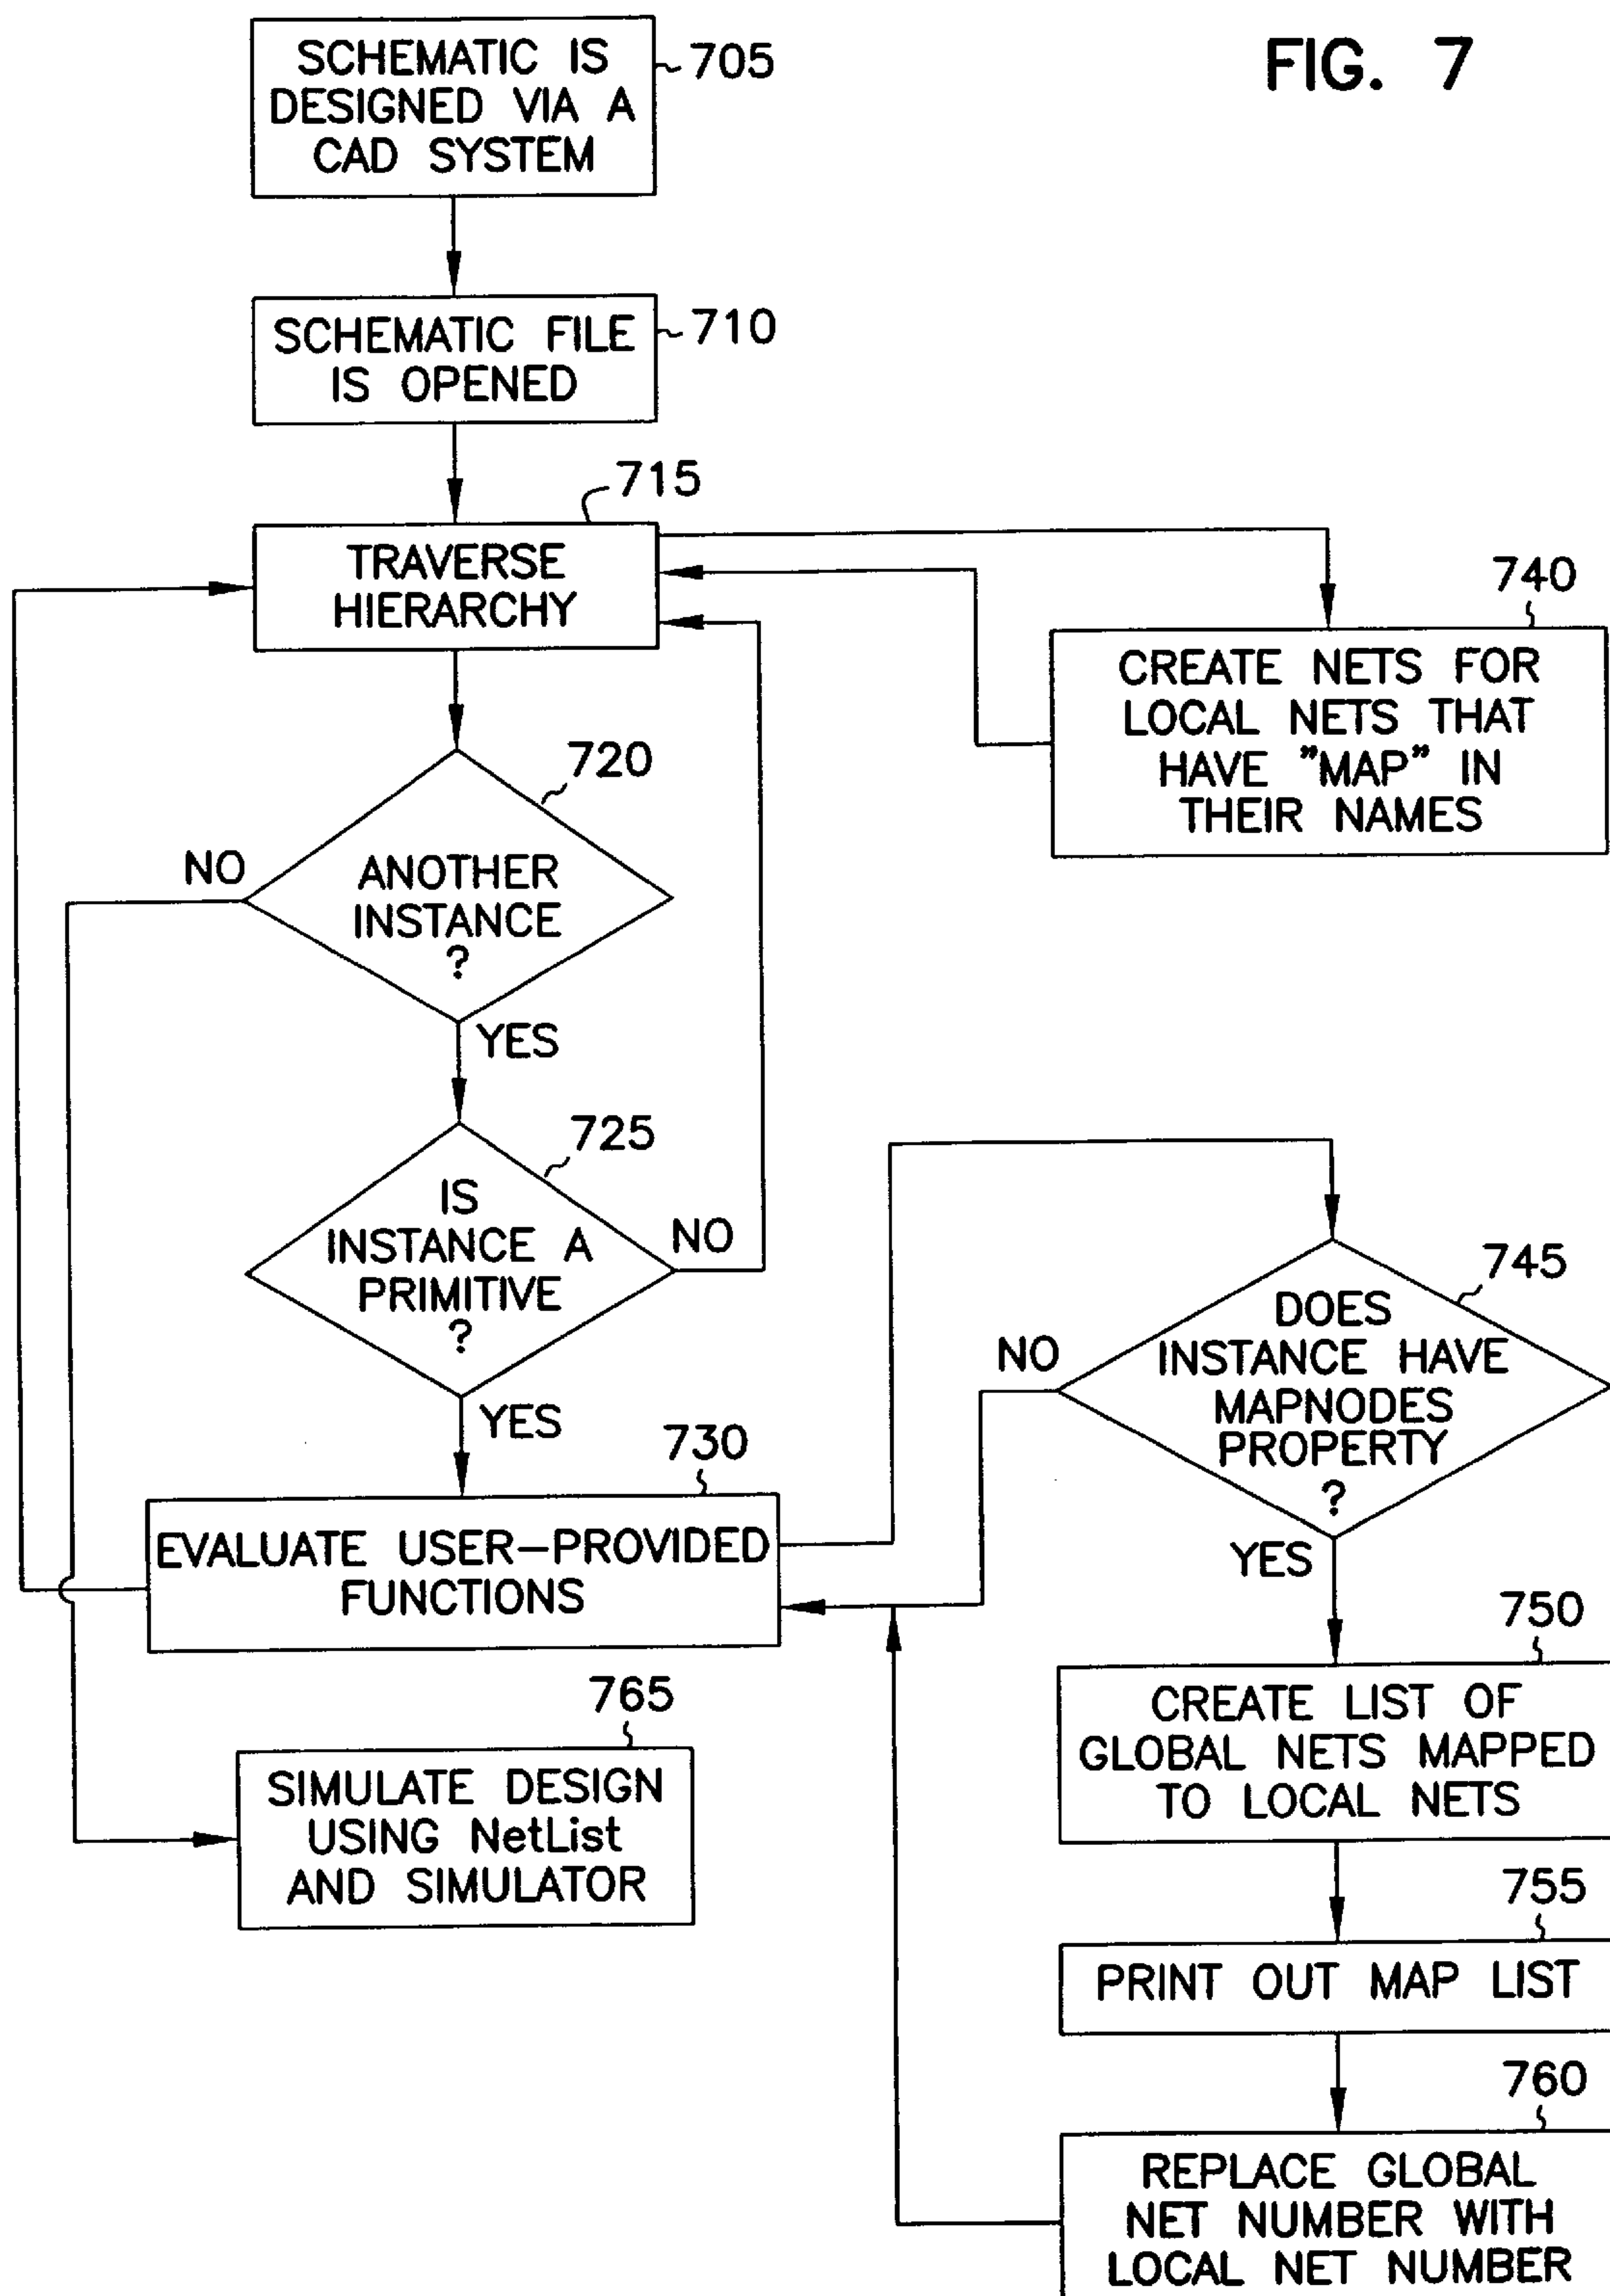 FIG. 7
SCHEMATIC IS
DESIGNED VIA A
CAD SYSTEM
705
SCHEMATIC FILE
IS OPENED
710
715
TRAVERSE
HIERARCHY
740
CREATE NETS FOR
LOCAL NETS THAT
HAVE "MAP" IN
THEIR NAMES
720
NO
ANOTHER
INSTANCE
?
YES
725
IS
INSTANCE A
PRIMITIVE
?
NO
YES
745
DOES
INSTANCE HAVE
MAPNODES
PROPERTY
?
NO
YES
730
EVALUATE USER-PROVIDED
FUNCTIONS
750
CREATE LIST OF
GLOBAL NETS MAPPED
TO LOCAL NETS
765
SIMULATE DESIGN
USING NetList
AND SIMULATOR
755
PRINT OUT MAP LIST
760
REPLACE GLOBAL
NET NUMBER WITH
LOCAL NET NUMBER